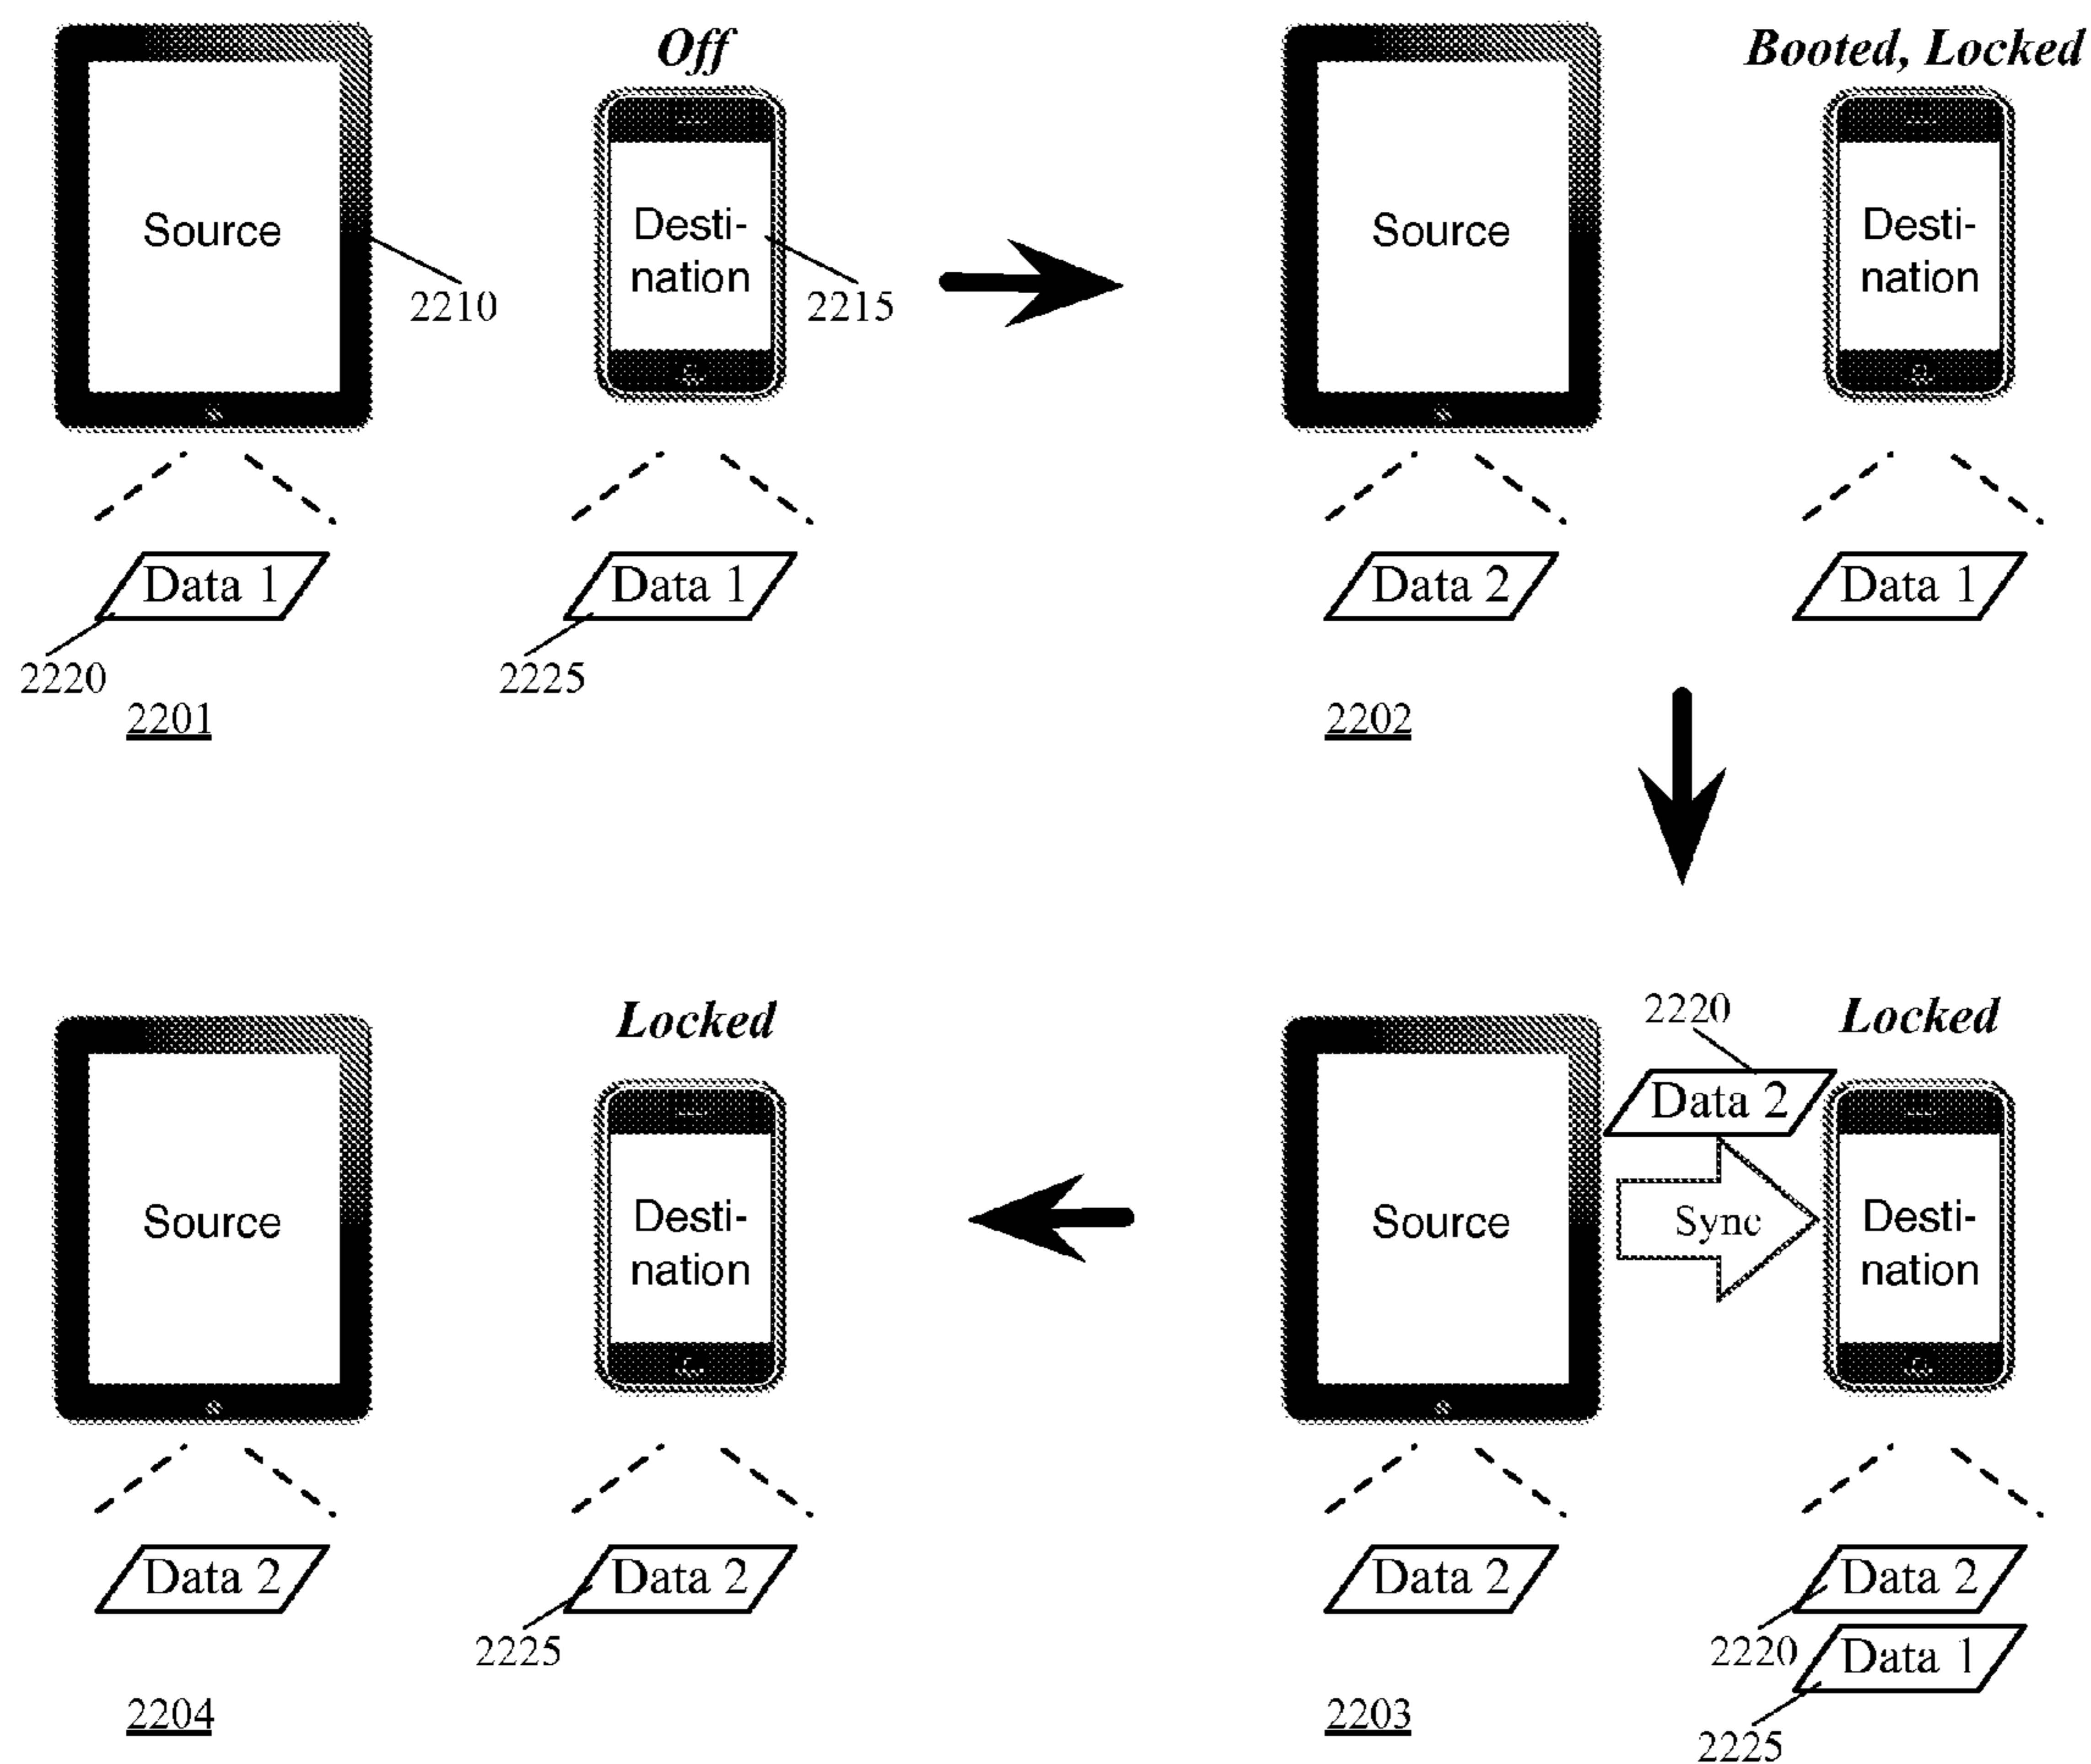 Off
Source
Desti-
nation
2210
2215
Data 1
Data 1
2220
2225
2201
Booted, Locked
Source
Desti-
nation
Data 2
Data 1
2202
2220
Locked
Data 2
Source
Sync
Desti-
nation
Data 2
Data 2
2220
Data 1
2225
2203
Locked
Source
Desti-
nation
Data 2
Data 2
2225
2204